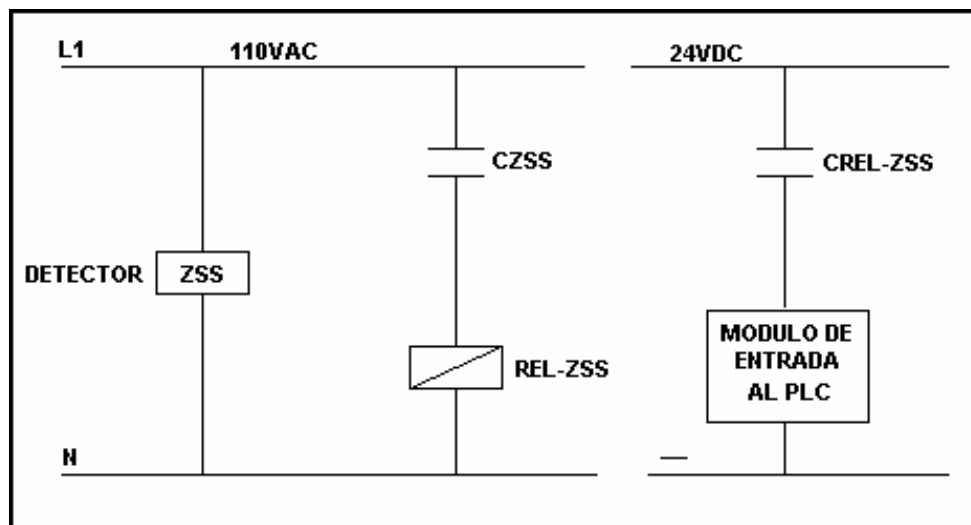 L1
110VAC
24VDC
CZSS
CREL-ZSS
DETECTOR
ZSS
REL-ZSS
MODULO DE
ENTRADA
AL PLC
N
—